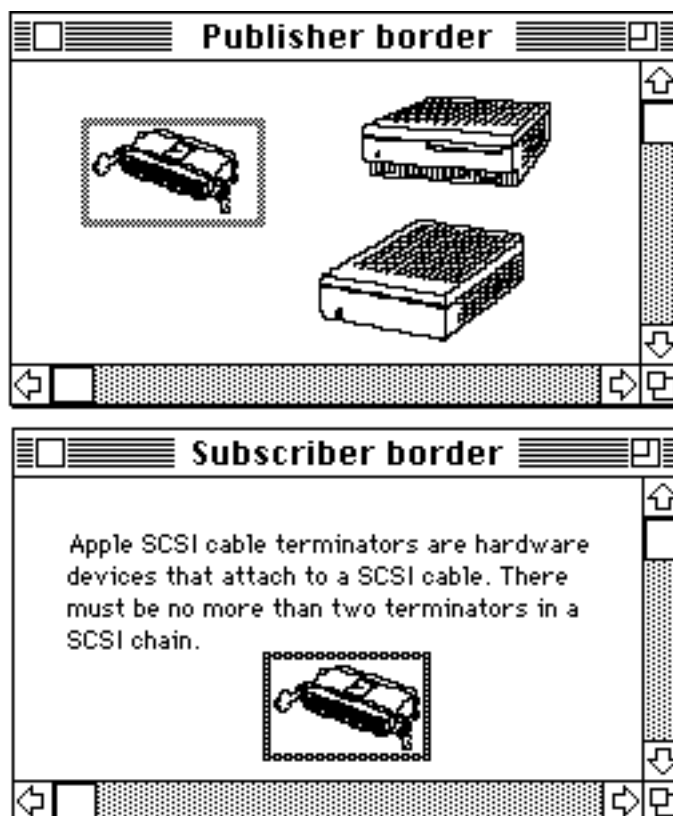 Publisher border
Subscriber border
Apple SCSI cable terminators are hardware
devices that attach to a SCSI cable. There
must be no more than two terminators in a
SCSI chain.